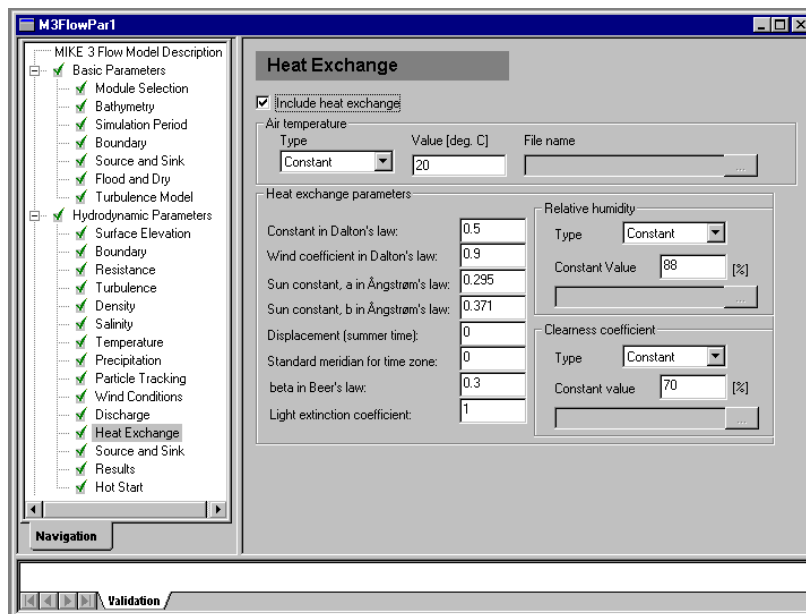 M3FlowPar1
MIKE 3 Flow Model Description
Basic Parameters
Module Selection
Bathymetry
Simulation Period
Boundary
Source and Sink
Flood and Dry
Turbulence Model
Hydrodynamic Parameters
Surface Elevation
Boundary
Resistance
Turbulence
Density
Salinity
Temperature
Precipitation
Particle Tracking
Wind Conditions
Discharge
Heat Exchange
Source and Sink
Results
Hot Start
Navigation
Heat Exchange
Include heat exchange
Air temperature
Type Value [deg. C] File name
Constant 20 ...
Heat exchange parameters
Constant in Dalton's law: 0.5
Wind coefficient in Dalton's law: 0.9
Sun constant, a in Ångstrøm's law: 0.295
Sun constant, b in Ångstrøm's law: 0.371
Displacement (summer time): 0
Standard meridian for time zone: 0
beta in Beer's law: 0.3
Light extinction coefficient: 1
Relative humidity
Type Constant
Constant Value 88 [%]
...
Clearness coefficient
Type Constant
Constant value 70 [%]
...
Validation